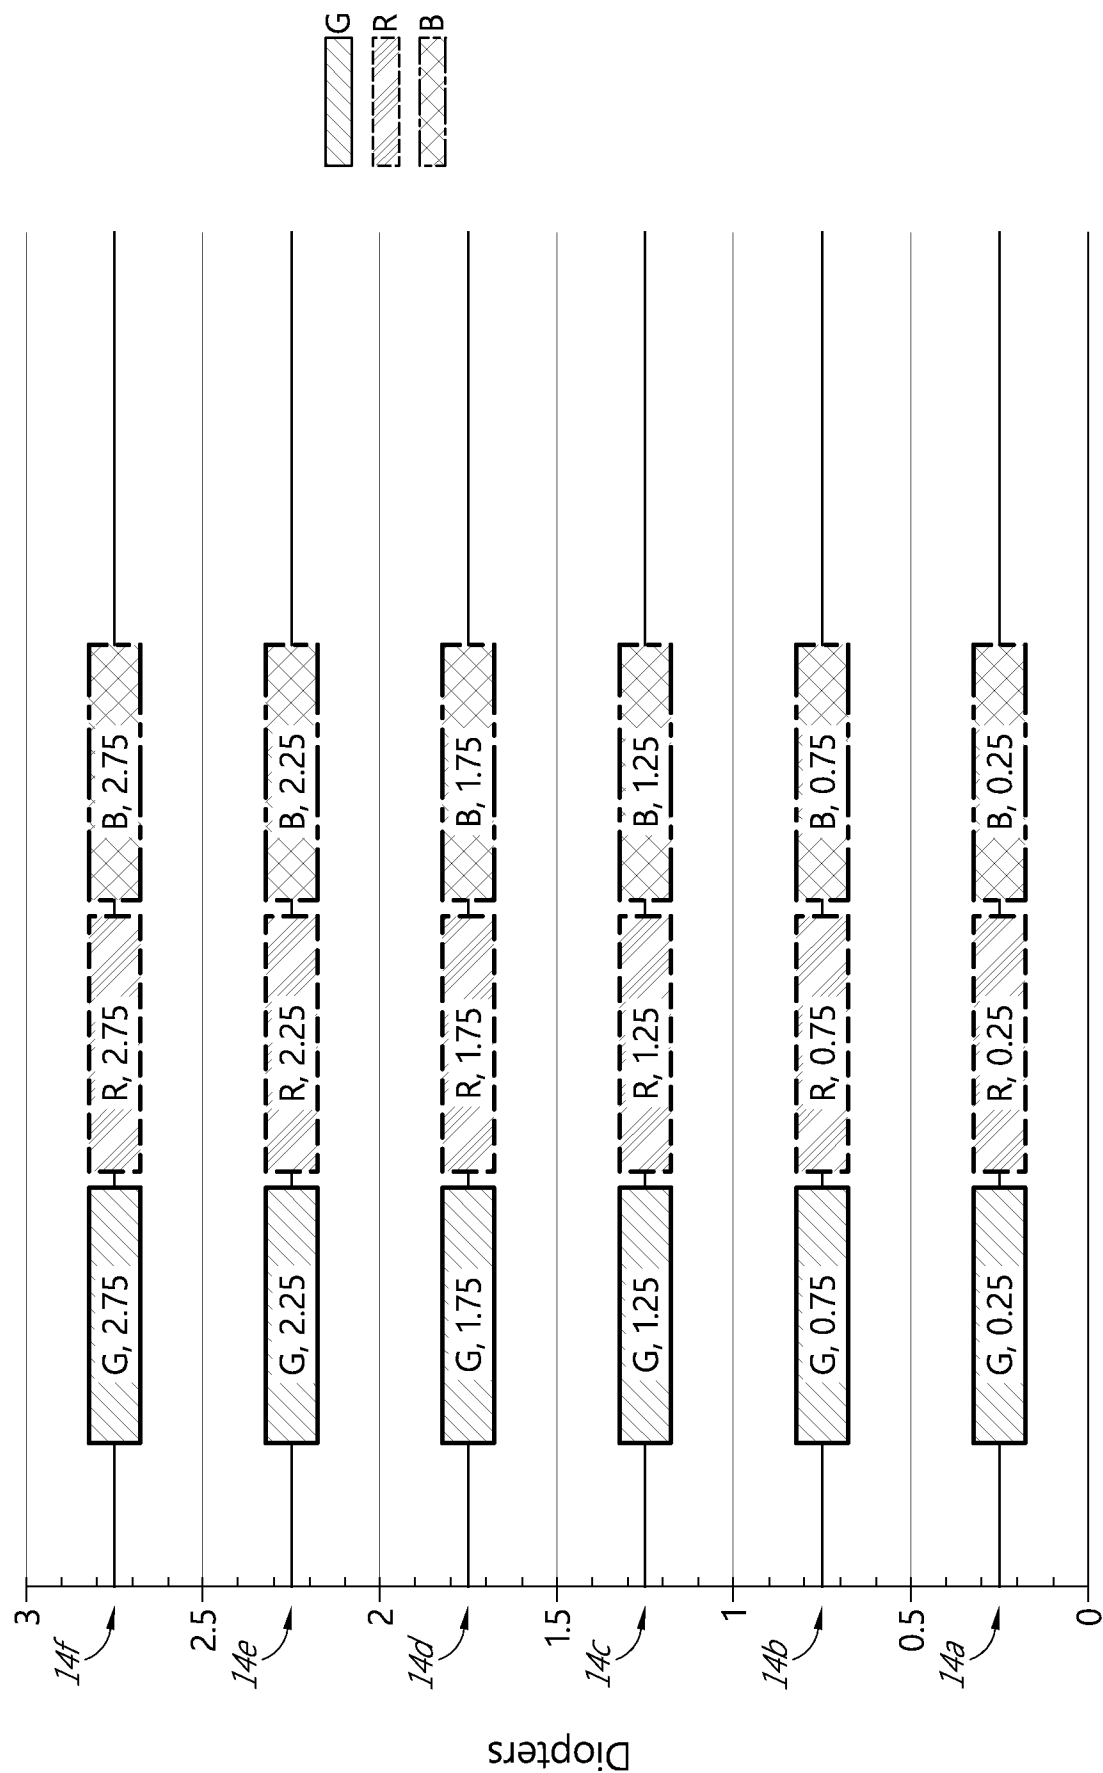 Diopters
3
14f
G, 2.75
R, 2.75
B, 2.75
2.5
14e
G, 2.25
R, 2.25
B, 2.25
2
14d
G, 1.75
R, 1.75
B, 1.75
1.5
14c
G, 1.25
R, 1.25
B, 1.25
1
14b
G, 0.75
R, 0.75
B, 0.75
0.5
14a
G, 0.25
R, 0.25
B, 0.25
0
G
R
B